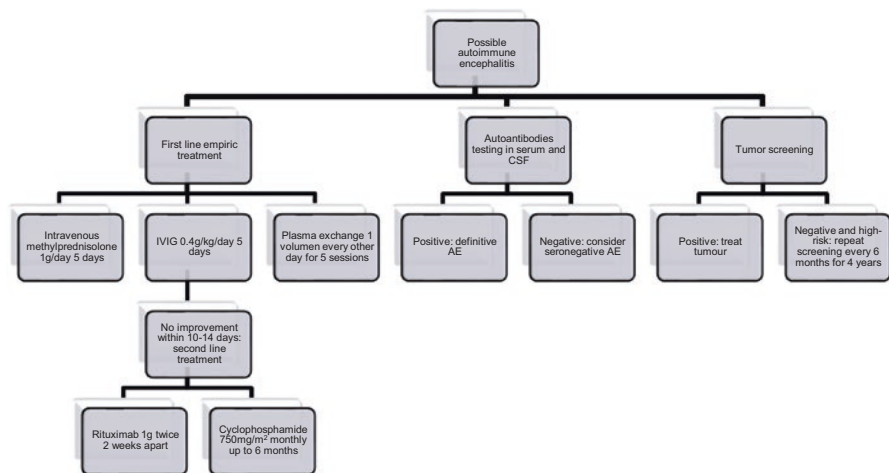 Possible
autoimmune
encephalitis
First line empiric
treatment
Autoantibodies
testing in serum and
CSF
Tumor screening
Intravenous
methylprednisolone
1g/day 5 days
IVIG 0.4g/kg/day 5
days
Plasma exchange 1
volumen every other
day for 5 sessions
Positive: definitive
AE
Negative: consider
seronegative AE
Positive: treat
tumour
Negative and high-
risk: repeat
screening every 6
months for 4 years
No improvement
within 10-14 days:
second line
treatment
Rituximab 1g twice
2 weeks apart
Cyclophosphamide
750mg/m² monthly
up to 6 months